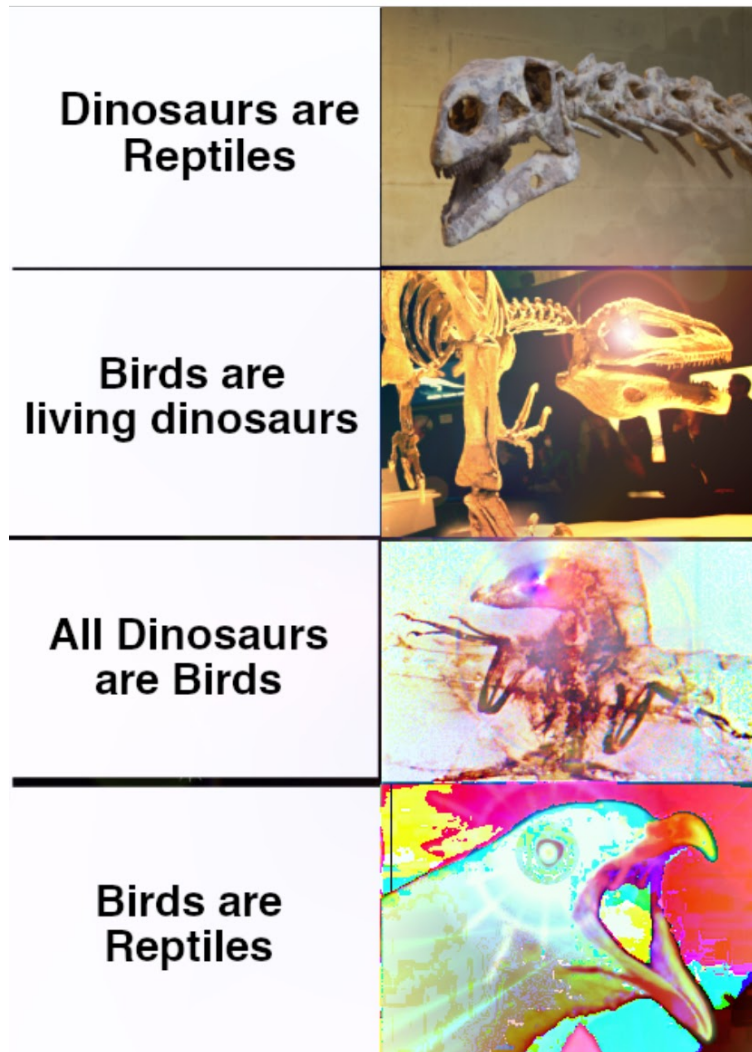 Dinosaurs are
Reptiles
Birds are
living dinosaurs
All Dinosaurs
are Birds
Birds are
Reptiles